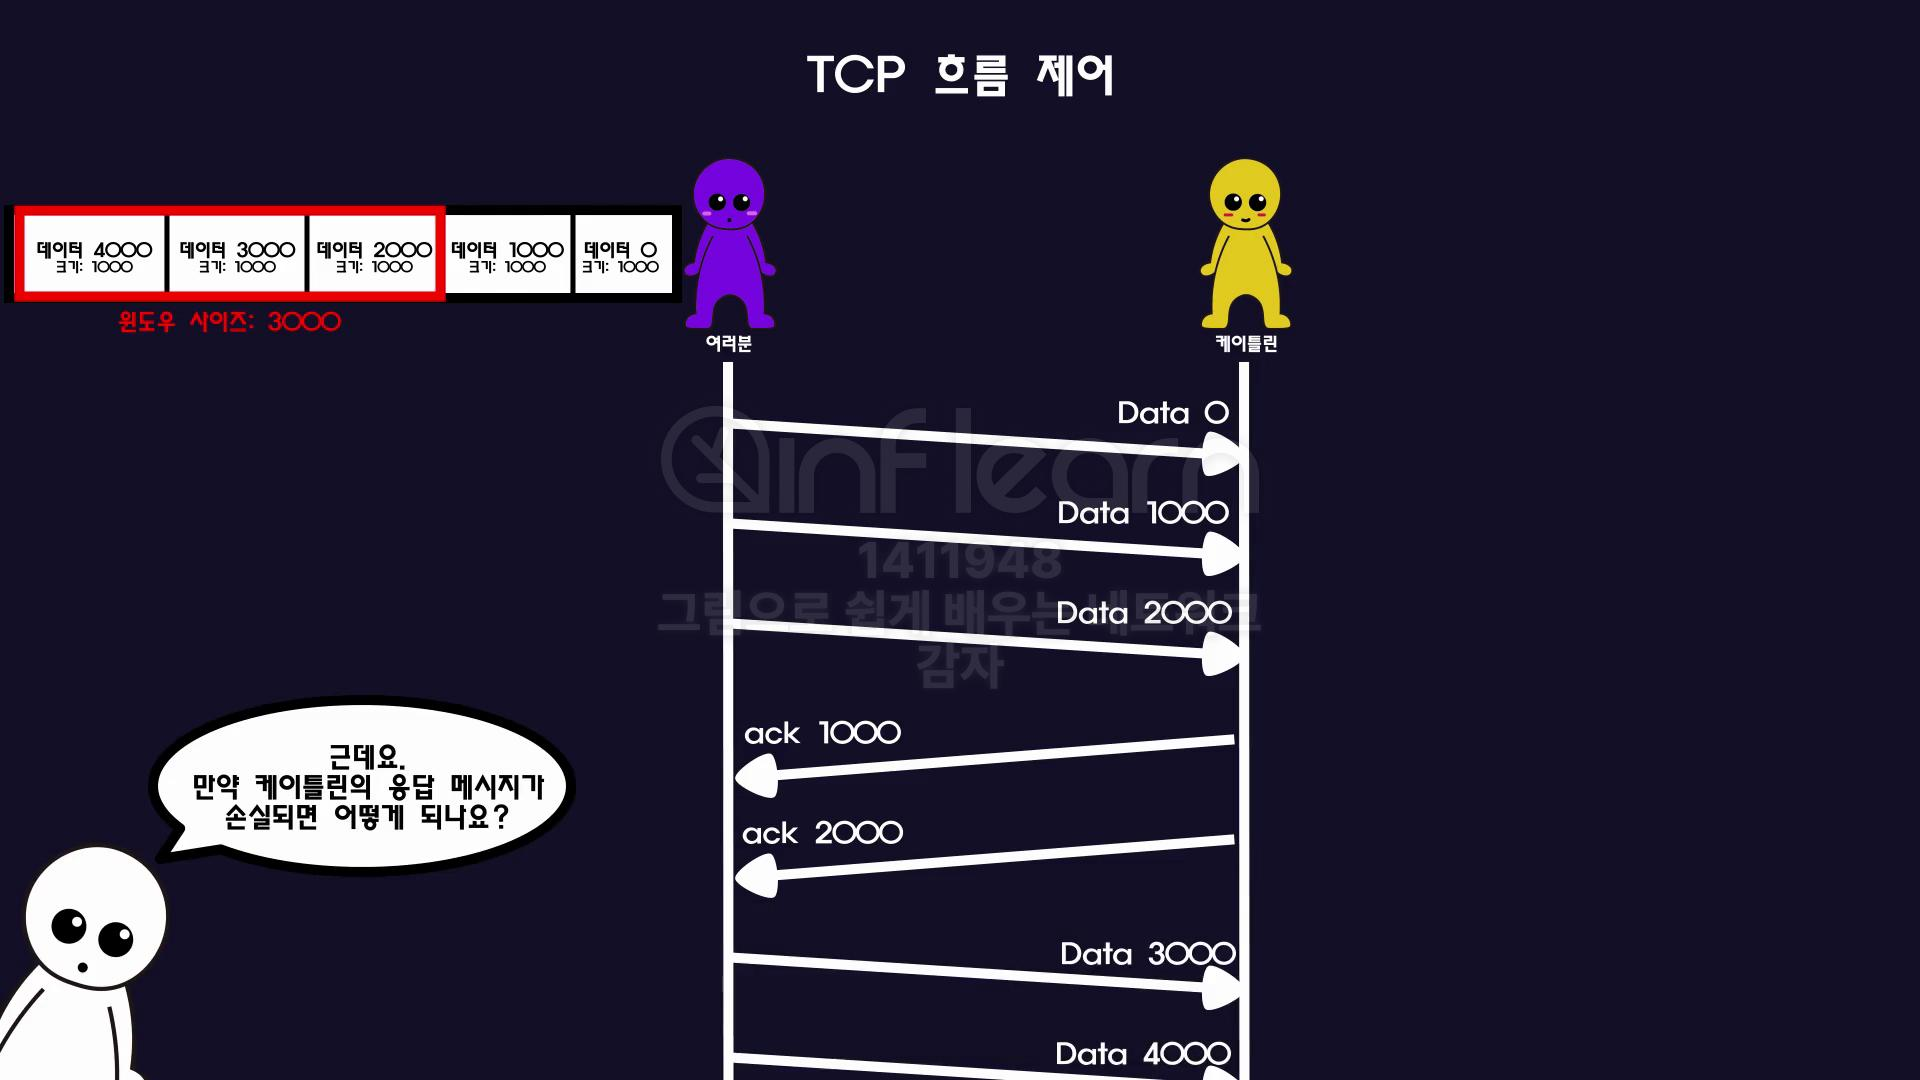 TCP 흐름 제어
데이터 4000
크기: 1000
데이터 3000
크기: 1000
데이터 2000
크기: 1000
데이터 1000
크기: 1000
데이터 0
크기: 1000
윈도우 사이즈: 3000
여러분
케이틀린
Data 0
inflearn
Data 1000
1411948
그림으로 쉽게 배우는 네트워크
Data 2000
감자
ack 1000
근데요.
만약 케이틀린의 응답 메시지가
손실되면 어떻게 되나요?
ack 2000
Data 3000
Data 4000